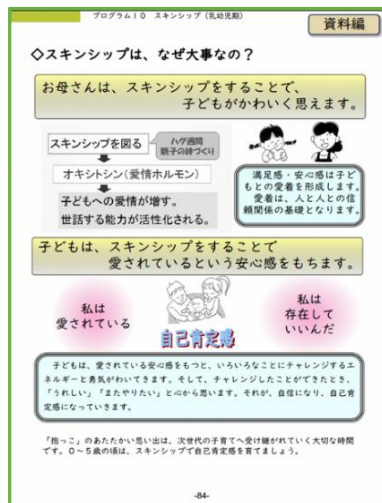 プログラム10 スキンシップ（乳幼児期）
資料編
◇スキンシップは、なぜ大事なの？
お母さんは、スキンシップをすることで、
子どもがかわいく思えます。
スキンシップを図る
ハグ週間
親子の絆づくり
オキシトシン（愛情ホルモン）
子どもへの愛情が増す。
世話する能力が活性化される。
満足感・安心感は子ど
もとの愛着を形成します。
愛着は、人と人との信
頼関係の基礎となります。
子どもは、スキンシップをすることで
愛されているという安心感をもちます。
私は
愛されている
私は
存在して
いいんだ
自己肯定感
子どもは、愛されている安心感をもつと、いろいろなことにチャレンジするエ
ネルギーと勇気がわいてきます。そして、チャレンジしたことができたとき、
「うれしい」「またやりたい」と心から思います。それが、自信になり、自己肯
定感になっていきます。
「抱っこ」のあたたかい思い出は、次世代の子育てへ受け継がれていく大切な時間
です。０～５歳の頃は、スキンシップで自己肯定感を育てましょう。
-84-